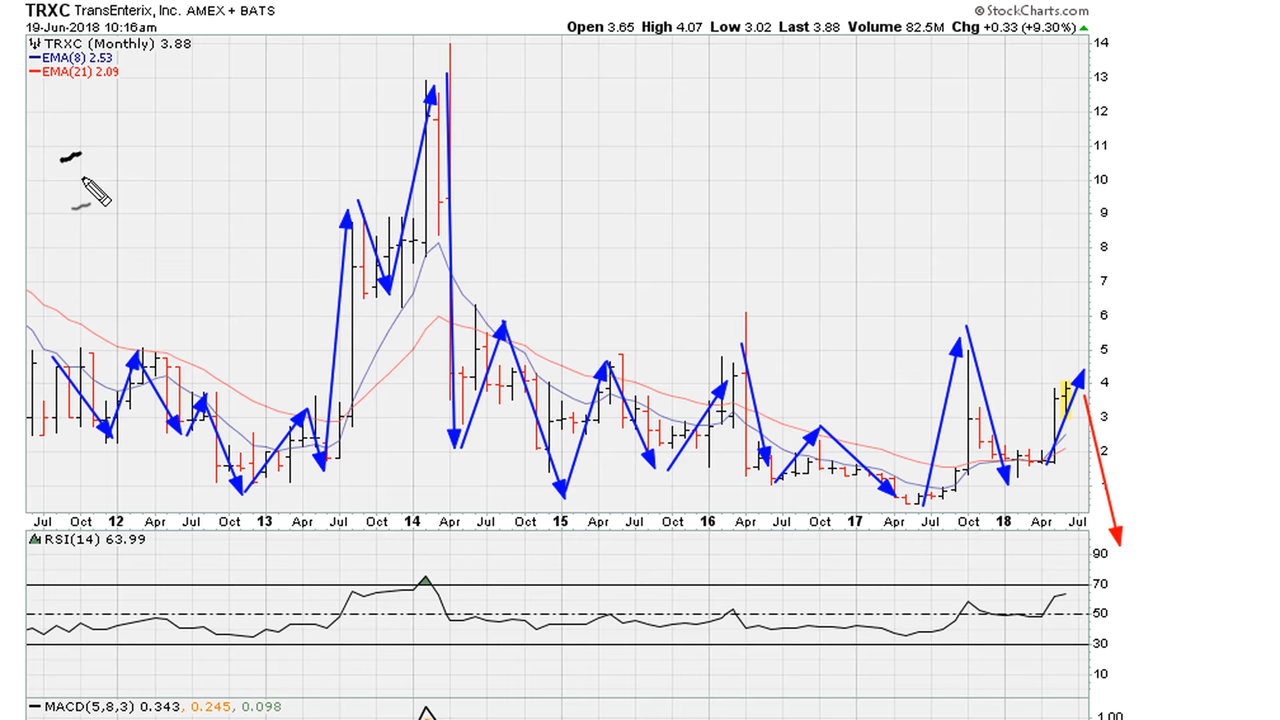 TRXC TransEnterix, Inc. AMEX + BATS
© StockCharts.com
19-Jun-2018 10:16am
Open 3.65 High 4.07 Low 3.02 Last 3.88 Volume 82.5M Chg +0.33 (+9.30%)
TRXC (Monthly) 3.88
EMA(8) 2.53
EMA(21) 2.09
14
13
12
11
10
9
8
7
6
5
4
3
2
Jul Oct 12 Apr Jul Oct 13 Apr Jul Oct 14 Apr Jul Oct 15 Apr Jul Oct 16 Apr Jul Oct 17 Apr Jul Oct 18 Apr Jul
RSI(14) 63.99
90
70
50
30
10
MACD(5,8,3) 0.343, 0.245, 0.098
1.00